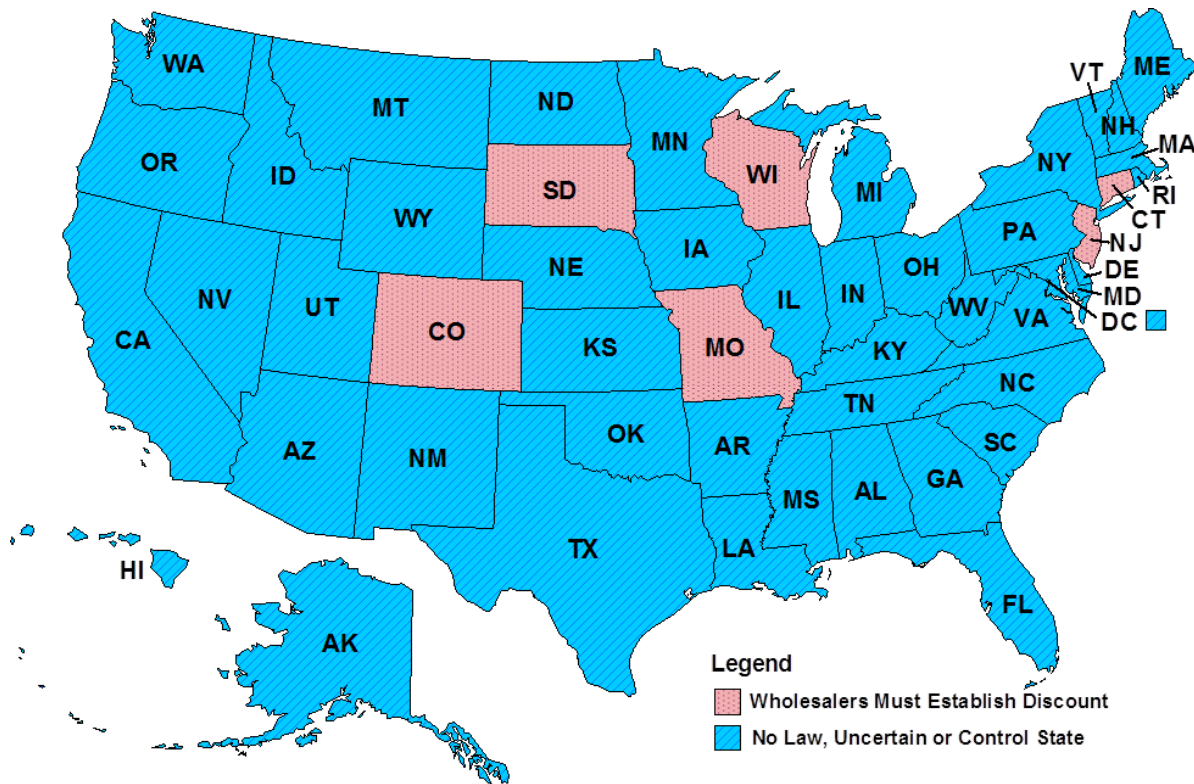 WA
MT
ND
MN
VT
ME
NH
OR
ID
SD
WI
MI
NY
MA
RI
CT
WY
IA
PA
NJ
NV
UT
NE
IL
IN
OH
DE
MD
DC
CA
CO
KS
MO
WV
VA
KY
NC
AZ
NM
OK
AR
TN
SC
MS
AL
GA
TX
LA
HI
FL
AK
Legend
Wholesalers Must Establish Discount
No Law, Uncertain or Control State